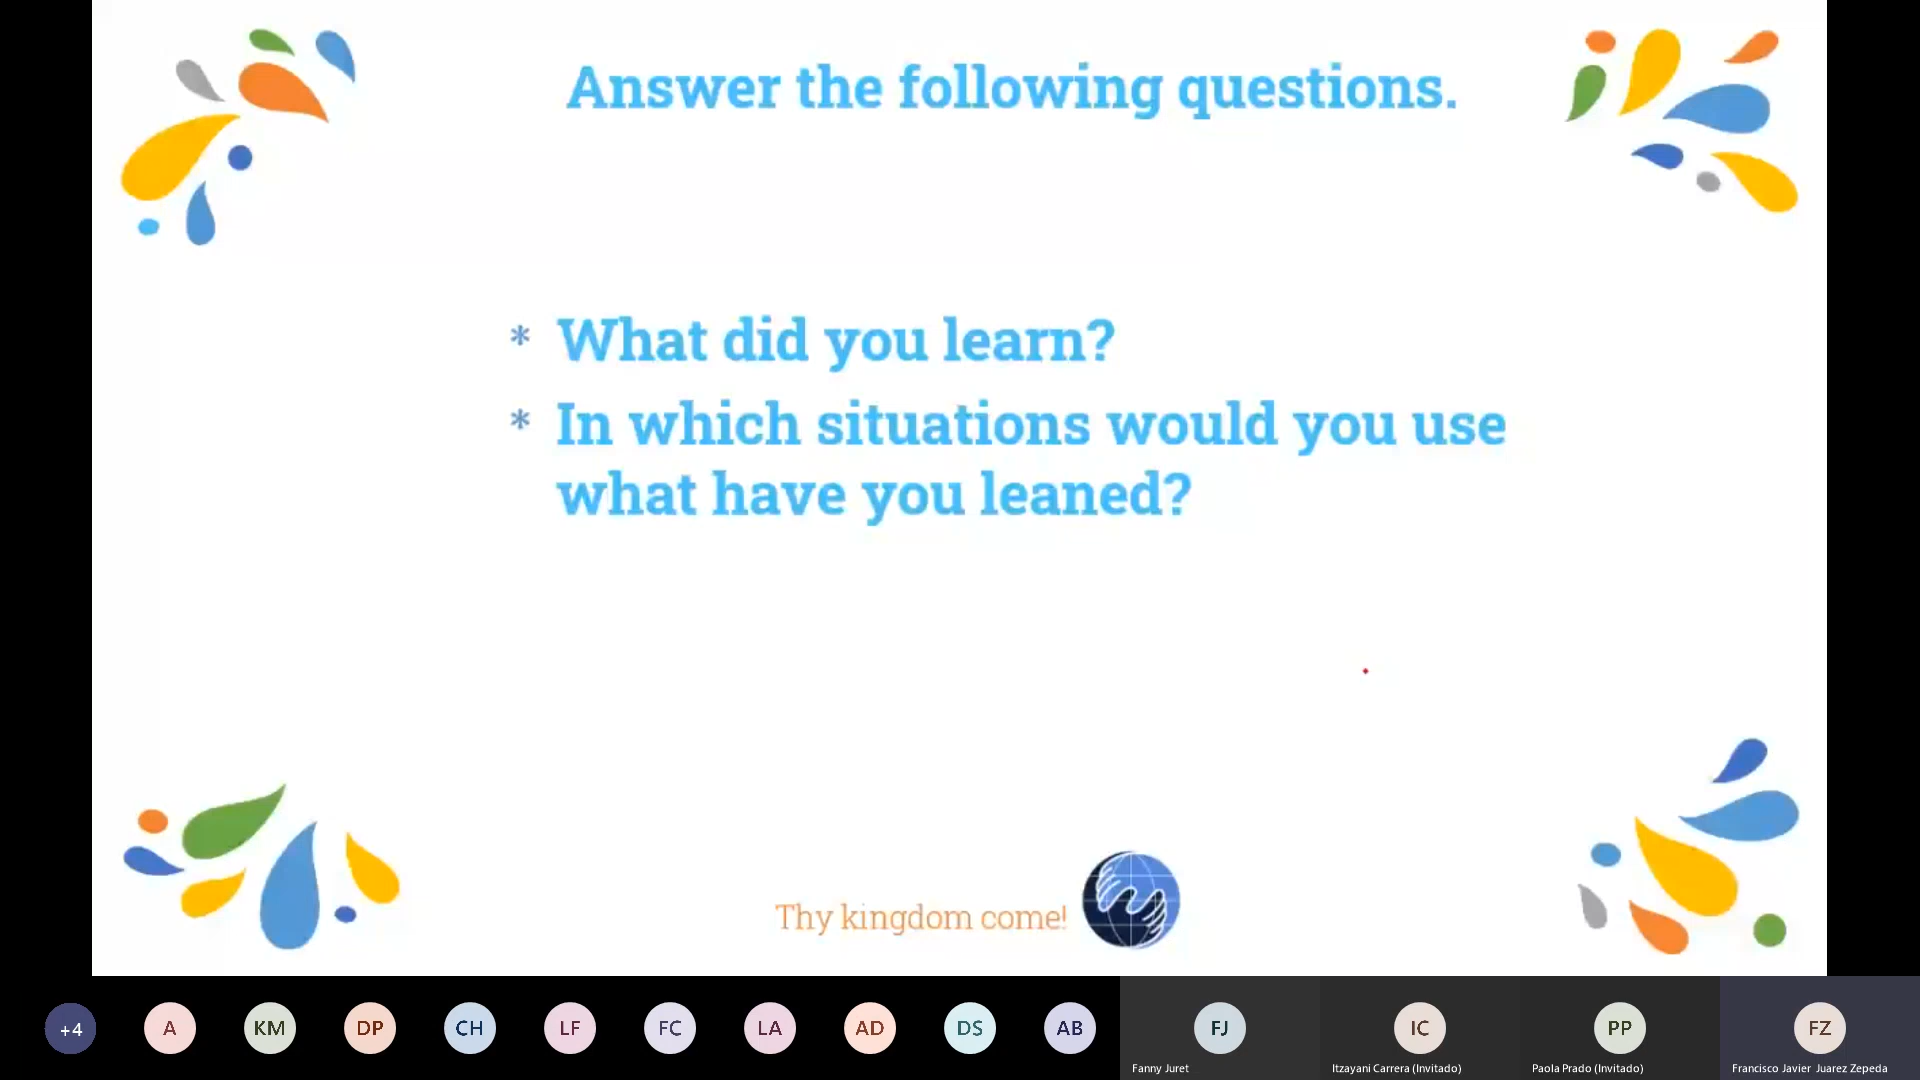 Answer the following questions.
* What did you learn?
* In which situations would you use
what have you leaned?
Thy kingdom come!
+4 A KM DP CH LF FC LA AD DS AB FJ IC PP FZ
Fanny Juret Itzayani Carrera (Invitado) Paola Prado (Invitado) Francisco Javier Juarez Zepeda